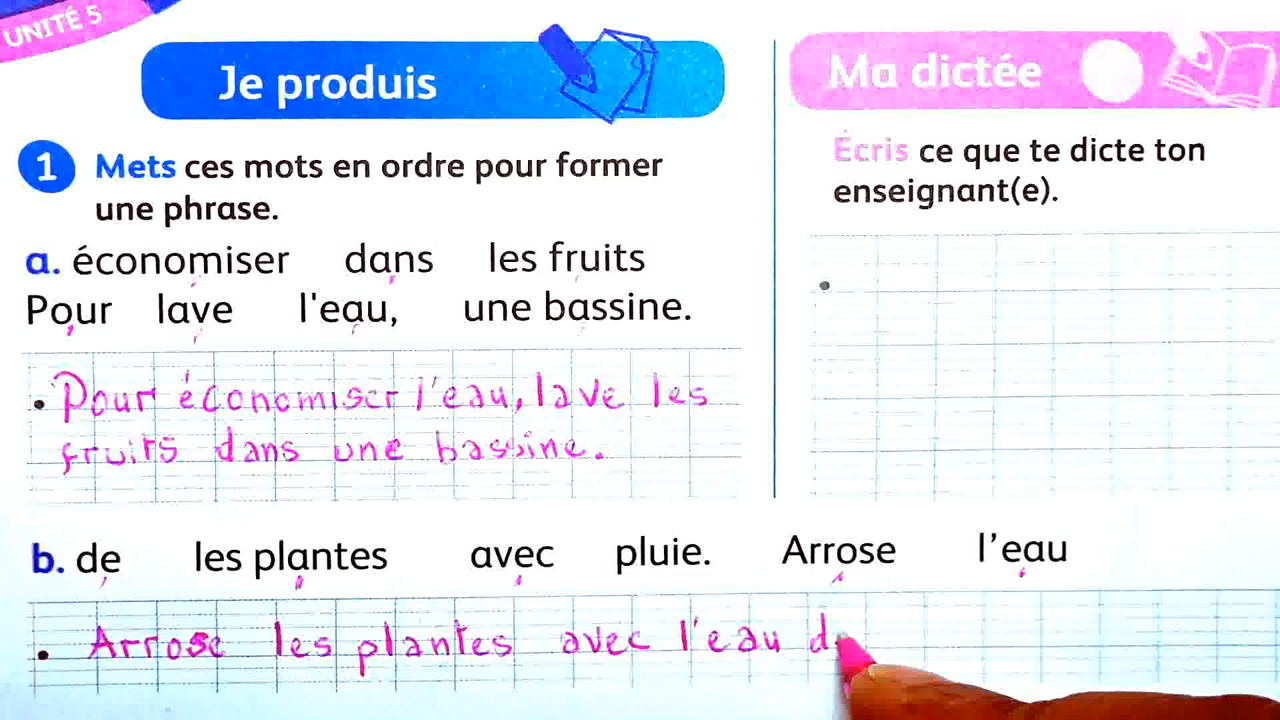 UNITÉ 5
Je produis
1 Mets ces mots en ordre pour former
une phrase.
a. économiser dans les fruits
Pour lave l'eau, une bassine.
• Pour économiser l'eau, lave les
fruits dans une bassine.
Ma dictée
Écris ce que te dicte ton
enseignant(e).
•
b. de les plantes avec pluie. Arrose l'eau
• Arrose les plantes avec l'eau d